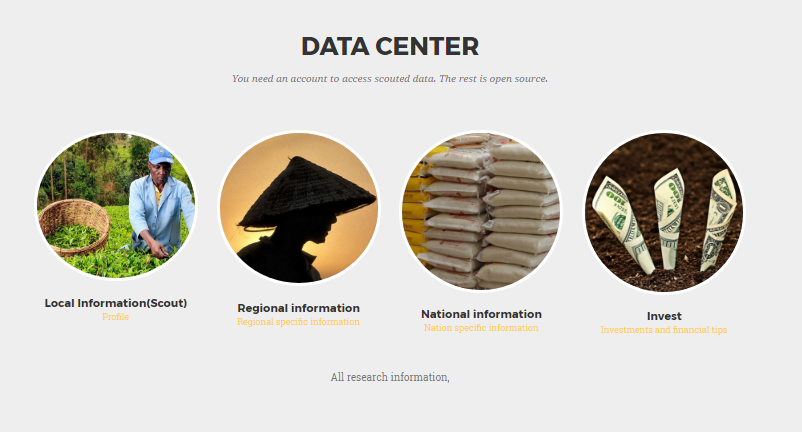 DATA CENTER
You need an account to access scouted data. The rest is open source.
Local Information(Scout)
Profile
Regional information
Regional specific information
National information
Nation specific information
Invest
Investments and financial tips
All research information,